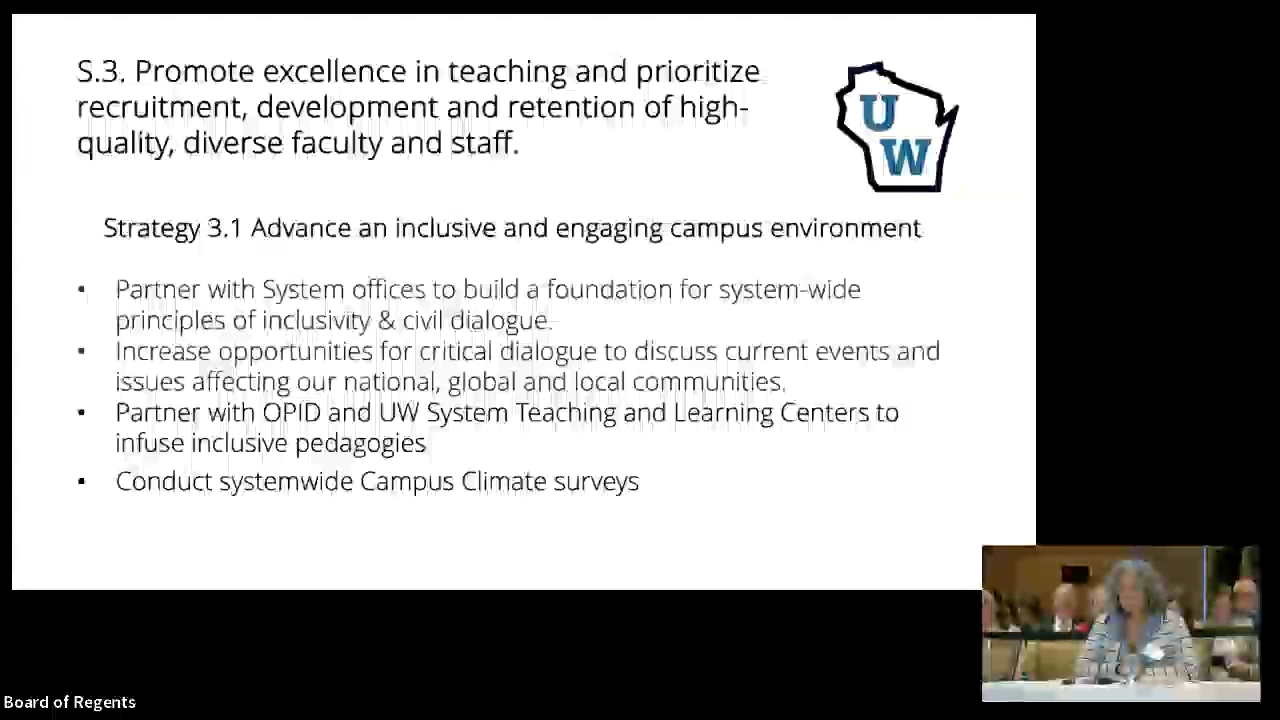 S.3. Promote excellence in teaching and prioritize
recruitment, development and retention of high-
quality, diverse faculty and staff.
U
W
Strategy 3.1 Advance an inclusive and engaging campus environment
▪ Partner with System offices to build a foundation for system-wide
principles of inclusivity & civil dialogue.
▪ Increase opportunities for critical dialogue to discuss current events and
issues affecting our national, global and local communities.
▪ Partner with OPID and UW System Teaching and Learning Centers to
infuse inclusive pedagogies
▪ Conduct systemwide Campus Climate surveys
Board of Regents